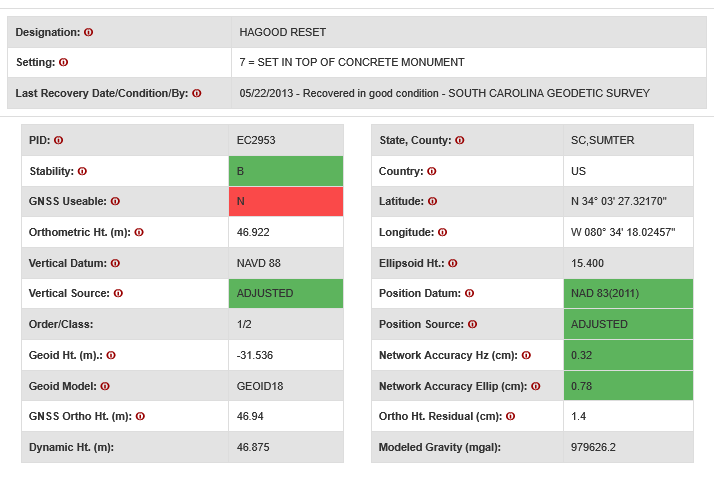 Designation: HAGOOD RESET
Setting: 7 = SET IN TOP OF CONCRETE MONUMENT
Last Recovery Date/Condition/By: 05/22/2013 - Recovered in good condition - SOUTH CAROLINA GEODETIC SURVEY
PID: EC2953
Stability: B
GNSS Useable: N
Orthometric Ht. (m): 46.922
Vertical Datum: NAVD 88
Vertical Source: ADJUSTED
Order/Class: 1/2
Geoid Ht. (m).: -31.536
Geoid Model: GEOID18
GNSS Ortho Ht. (m): 46.94
Dynamic Ht. (m): 46.875
State, County: SC,SUMTER
Country: US
Latitude: N 34° 03' 27.32170"
Longitude: W 080° 34' 18.02457"
Ellipsoid Ht.: 15.400
Position Datum: NAD 83(2011)
Position Source: ADJUSTED
Network Accuracy Hz (cm): 0.32
Network Accuracy Ellip (cm): 0.78
Ortho Ht. Residual (cm): 1.4
Modeled Gravity (mgal): 979626.2